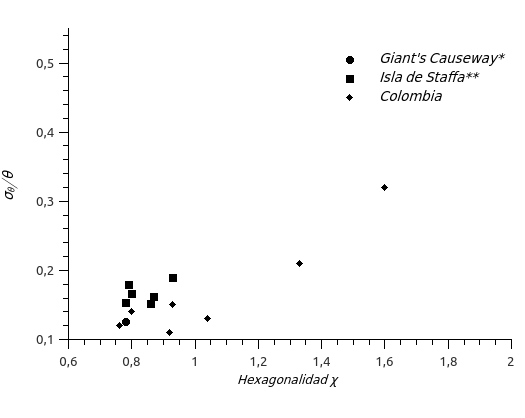 Giant's Causeway*
Isla de Staffa**
Colombia
0,5
0,4
0,3
0,2
0,1
σθ/θ
0,6 0,8 1 1,2 1,4 1,6 1,8 2
Hexagonalidad χ